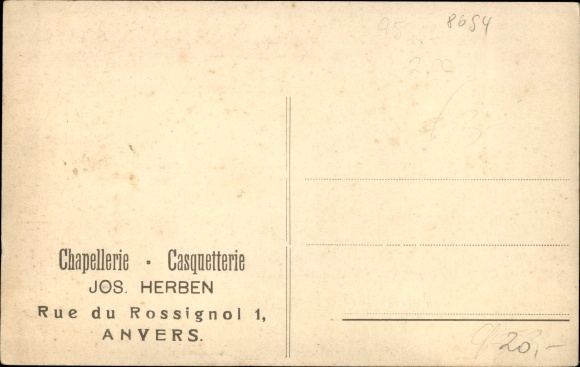 8654
Chapellerie - Casquetterie
JOS. HERBEN
Rue du Rossignol 1,
ANVERS.
20,-